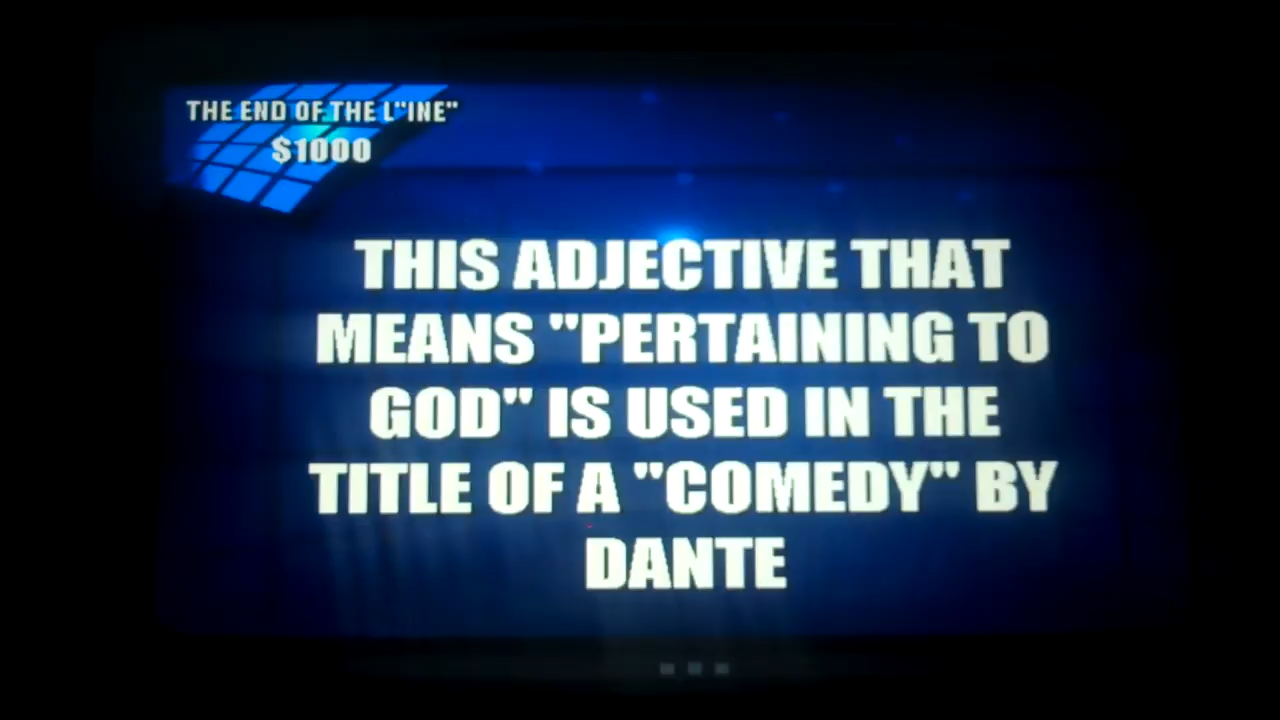 THE END OF THE L"INE"
$1000
THIS ADJECTIVE THAT
MEANS "PERTAINING TO
GOD" IS USED IN THE
TITLE OF A "COMEDY" BY
DANTE